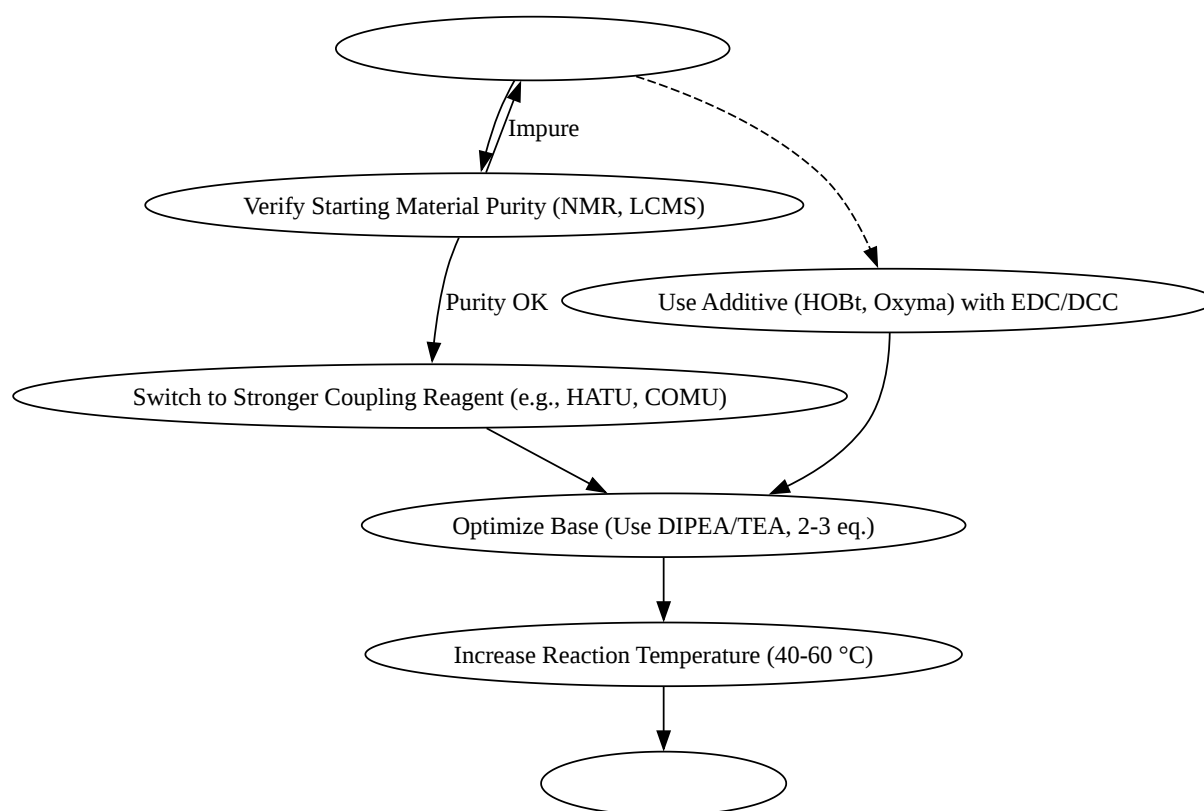 Impure
Verify Starting Material Purity (NMR, LCMS)
Purity OK
Use Additive (HOBt, Oxyma) with EDC/DCC
Switch to Stronger Coupling Reagent (e.g., HATU, COMU)
Optimize Base (Use DIPEA/TEA, 2-3 eq.)
Increase Reaction Temperature (40-60 °C)